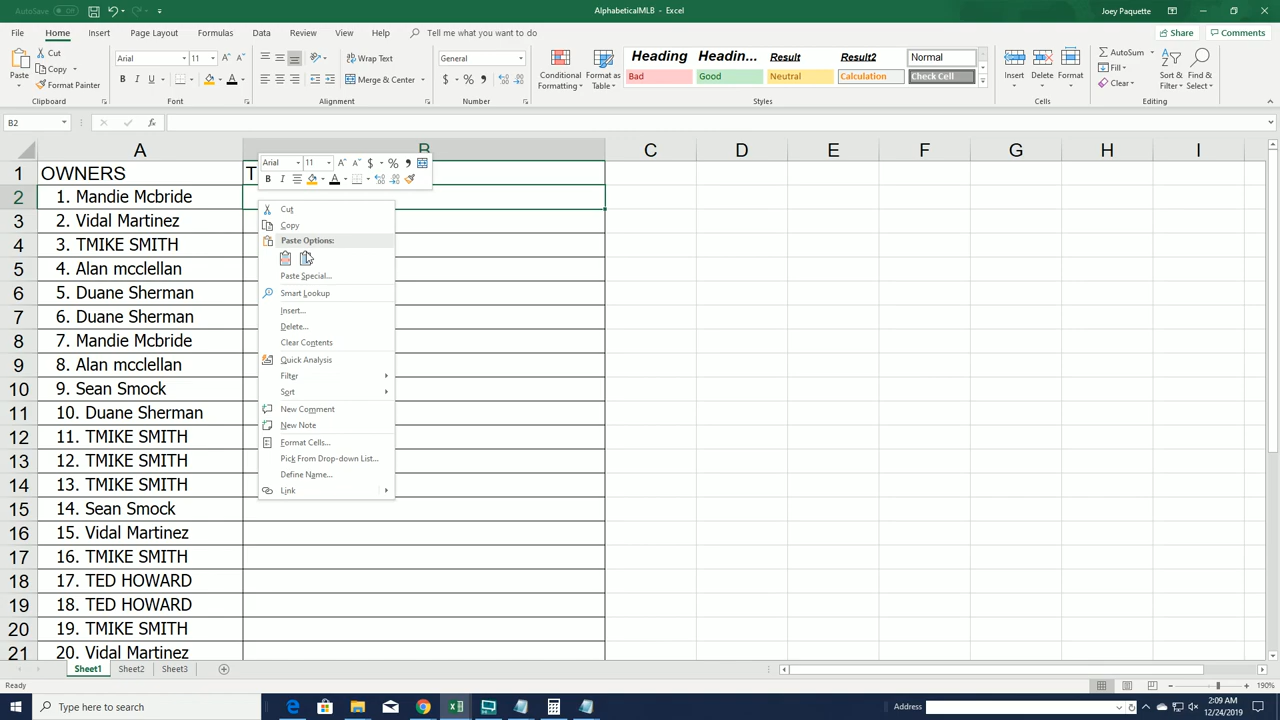 AutoSave Off AlphabeticalMLB - Excel Joey Paquette
File Home Insert Page Layout Formulas Data Review View Help Tell me what you want to do Share Comments
Paste Cut Copy Format Painter Clipboard
Arial 11 B I U Font
Wrap Text Merge & Center Alignment
General $ % , Number
Conditional Formatting Format as Table
Heading Headin... Result Result2 Normal
Bad Good Neutral Calculation Check Cell
Styles
Insert Delete Format Cells
AutoSum Fill Clear Sort & Filter Find & Select Editing
B2 fx
A B C D E F G H I
1 OWNERS T
2 1. Mandie Mcbride
3 2. Vidal Martinez
4 3. TMIKE SMITH
5 4. Alan mcclellan
6 5. Duane Sherman
7 6. Duane Sherman
8 7. Mandie Mcbride
9 8. Alan mcclellan
10 9. Sean Smock
11 10. Duane Sherman
12 11. TMIKE SMITH
13 12. TMIKE SMITH
14 13. TMIKE SMITH
15 14. Sean Smock
16 15. Vidal Martinez
17 16. TMIKE SMITH
18 17. TED HOWARD
19 18. TED HOWARD
20 19. TMIKE SMITH
21 20. Vidal Martinez
Arial 11 A A $ % ,
B I A
Cut
Copy
Paste Options:
Paste Special...
Smart Lookup
Insert...
Delete...
Clear Contents
Quick Analysis
Filter
Sort
New Comment
New Note
Format Cells...
Pick From Drop-down List...
Define Name...
Link
Sheet1 Sheet2 Sheet3
Ready 190%
Type here to search Address 2:09 AM
12/24/2019